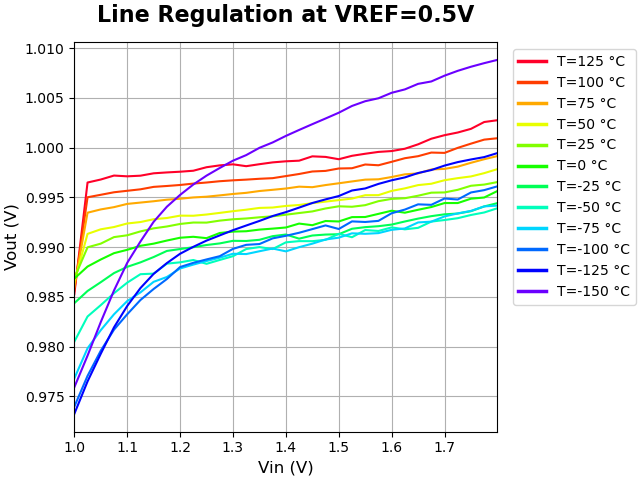 Line Regulation at VREF=0.5V
Vout (V)
1.010
1.005
1.000
0.995
0.990
0.985
0.980
0.975
1.0 1.1 1.2 1.3 1.4 1.5 1.6 1.7
Vin (V)
T=125 °C
T=100 °C
T=75 °C
T=50 °C
T=25 °C
T=0 °C
T=-25 °C
T=-50 °C
T=-75 °C
T=-100 °C
T=-125 °C
T=-150 °C